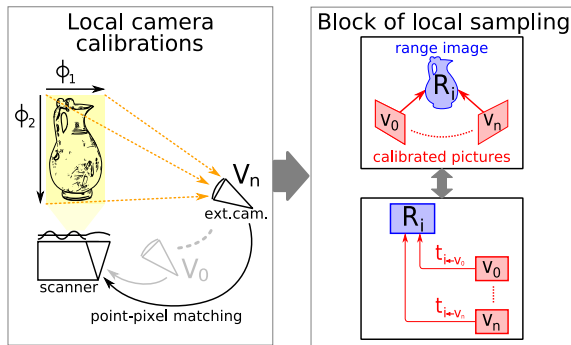 Local camera
calibrations
ϕ1
ϕ2
Vn
ext.cam.
V0
scanner
point-pixel matching
Block of local sampling
range image
Ri
v0
vn
calibrated pictures
Ri
ti←v0
v0
ti←vn
vn